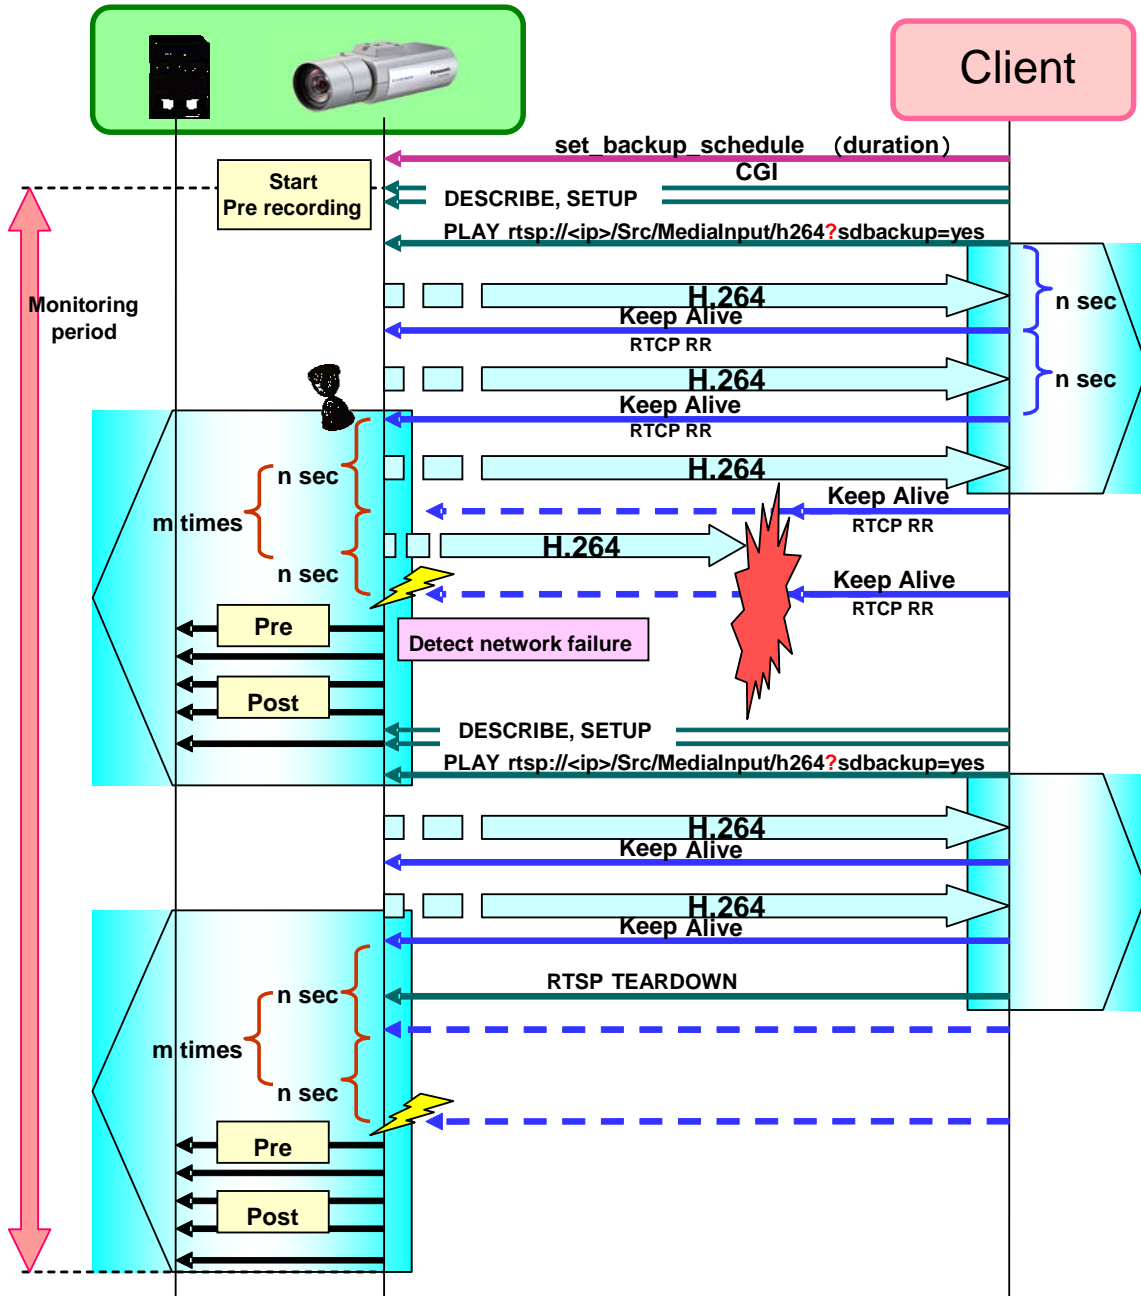 Client
set_backup_schedule （duration）
CGI
Start
Pre recording
DESCRIBE, SETUP
PLAY rtsp://<ip>/Src/MediaInput/h264?sdbackup=yes
Monitoring
period
H.264
n sec
Keep Alive
RTCP RR
H.264
n sec
Keep Alive
RTCP RR
n sec
H.264
m times
Keep Alive
RTCP RR
H.264
n sec
Keep Alive
RTCP RR
Pre
Detect network failure
Post
DESCRIBE, SETUP
PLAY rtsp://<ip>/Src/MediaInput/h264?sdbackup=yes
H.264
Keep Alive
H.264
Keep Alive
n sec
RTSP TEARDOWN
m times
n sec
Pre
Post